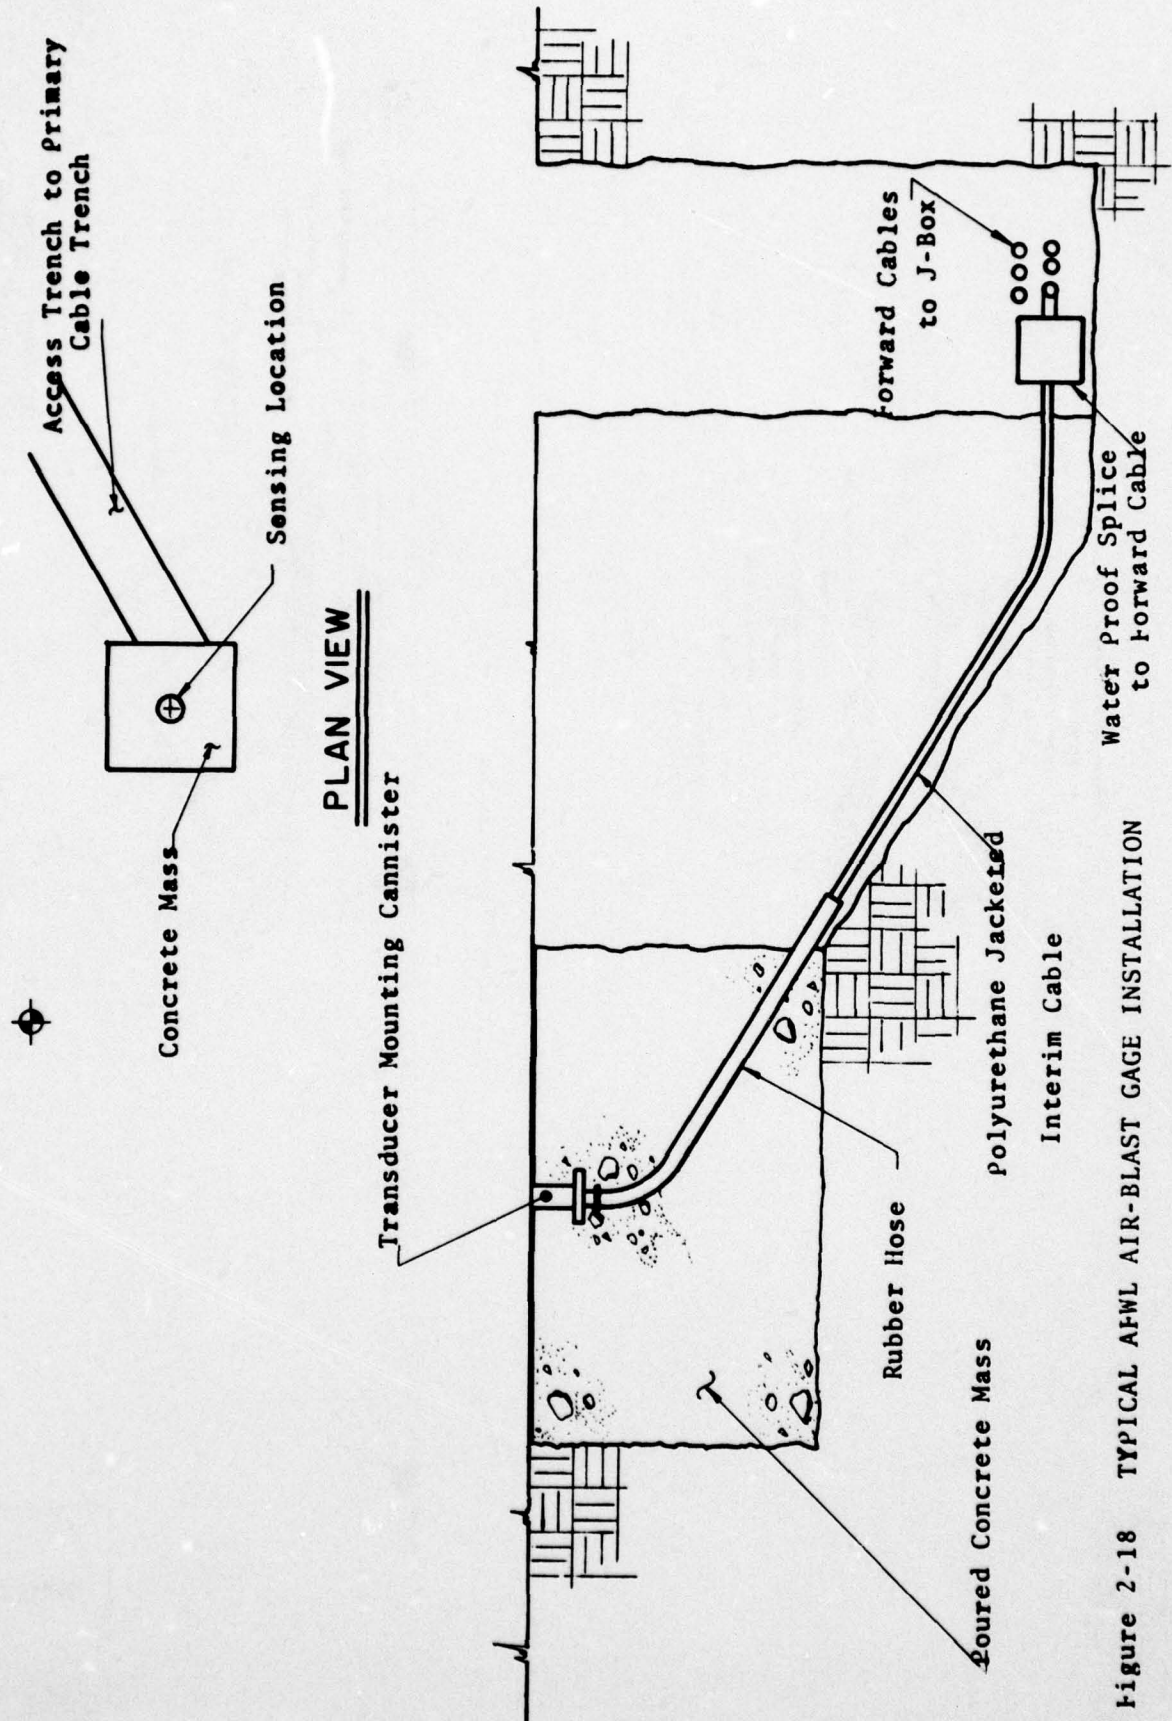 Access Trench to Primary
Cable Trench
Sensing Location
Concrete Mass
PLAN VIEW
Transducer Mounting Cannister
Forward Cables
to J-Box
Water Proof Splice
to Forward Cable
Polyurethane Jacketed
Interim Cable
Rubber Hose
Poured Concrete Mass
Figure 2-18 TYPICAL AFWL AIR-BLAST GAGE INSTALLATION